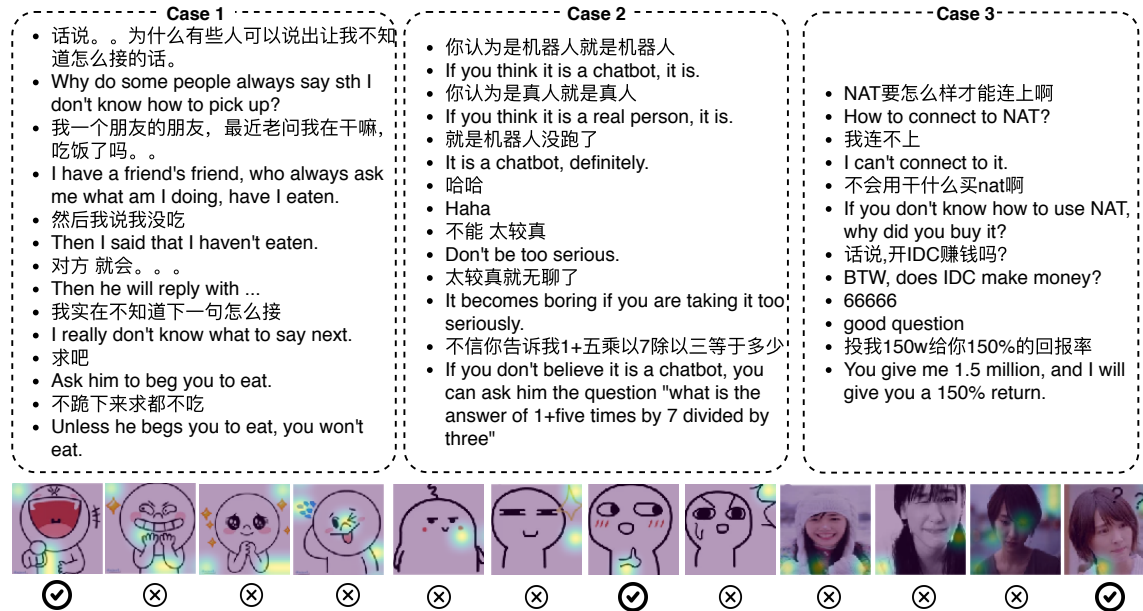 Case 1
• 话说。。为什么有些人可以说出让我不知
道怎么接的话。
• Why do some people always say sth I
don't know how to pick up?
• 我一个朋友的朋友，最近老问我在干嘛，
吃饭了吗。。
• I have a friend's friend, who always ask
me what am I doing, have I eaten.
• 然后我说我没吃
• Then I said that I haven't eaten.
• 对方 就会。。。
• Then he will reply with ...
• 我实在不知道下一句怎么接
• I really don't know what to say next.
• 求吧
• Ask him to beg you to eat.
• 不跪下来求都不吃
• Unless he begs you to eat, you won't
eat.
Case 2
• 你认为是机器人就是机器人
• If you think it is a chatbot, it is.
• 你认为是真人就是真人
• If you think it is a real person, it is.
• 就是机器人没跑了
• It is a chatbot, definitely.
• 哈哈
• Haha
• 不能 太较真
• Don't be too serious.
• 太较真就无聊了
• It becomes boring if you are taking it too
seriously.
• 不信你告诉我1+五乘以7除以三等于多少
• If you don't believe it is a chatbot, you
can ask him the question "what is the
answer of 1+five times by 7 divided by
three"
Case 3
• NAT要怎么样才能连上啊
• How to connect to NAT?
• 我连不上
• I can't connect to it.
• 不会用干什么买nat啊
• If you don't know how to use NAT,
why did you buy it?
• 话说,开IDC赚钱吗?
• BTW, does IDC make money?
• 66666
• good question
• 投我150w给你150%的回报率
• You give me 1.5 million, and I will
give you a 150% return.
?